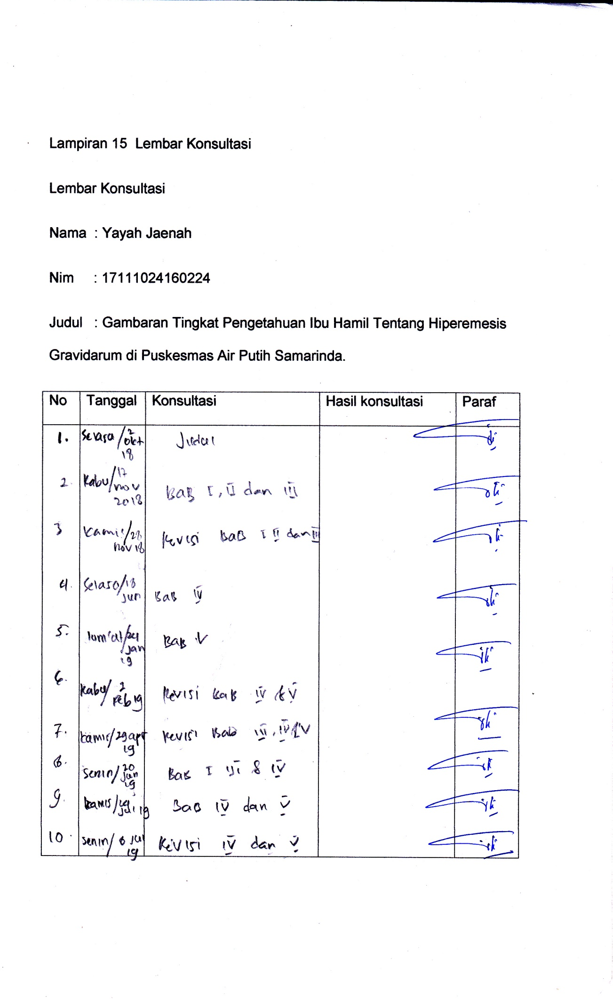 Lampiran 15 Lembar Konsultasi
Lembar Konsultasi
Nama : Yayah Jaenah
Nim : 17111024160224
Judul : Gambaran Tingkat Pengetahuan Ibu Hamil Tentang Hiperemesis
Gravidarum di Puskesmas Air Putih Samarinda.
No Tanggal Konsultasi Hasil konsultasi Paraf
1. Selasa/2 okt 18 Judul
2. Rabu/17 nov 2018 BAB I, II dan III
3 Kamis/28 nov 18 Revisi BAB I II dan III
4. Selasa/18 Jun BAB IV
5. Jum'at/ jan 19 BAB V
6. Rabu/ Feb 19 Revisi BAB IV & V
7. Kamis/29 apr 19 Revisi Bab III, IV & V
8. Senin/20 Jun 19 BAB I III & IV
9. Kamis/ Jul 19 BAB IV dan V
10. Senin/ 8 Jul 19 Revisi IV dan V